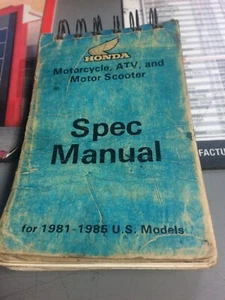 HONDA
Motorcycle, ATV, and
Motor Scooter
Spec
Manual
for 1981-1985 U.S. Models